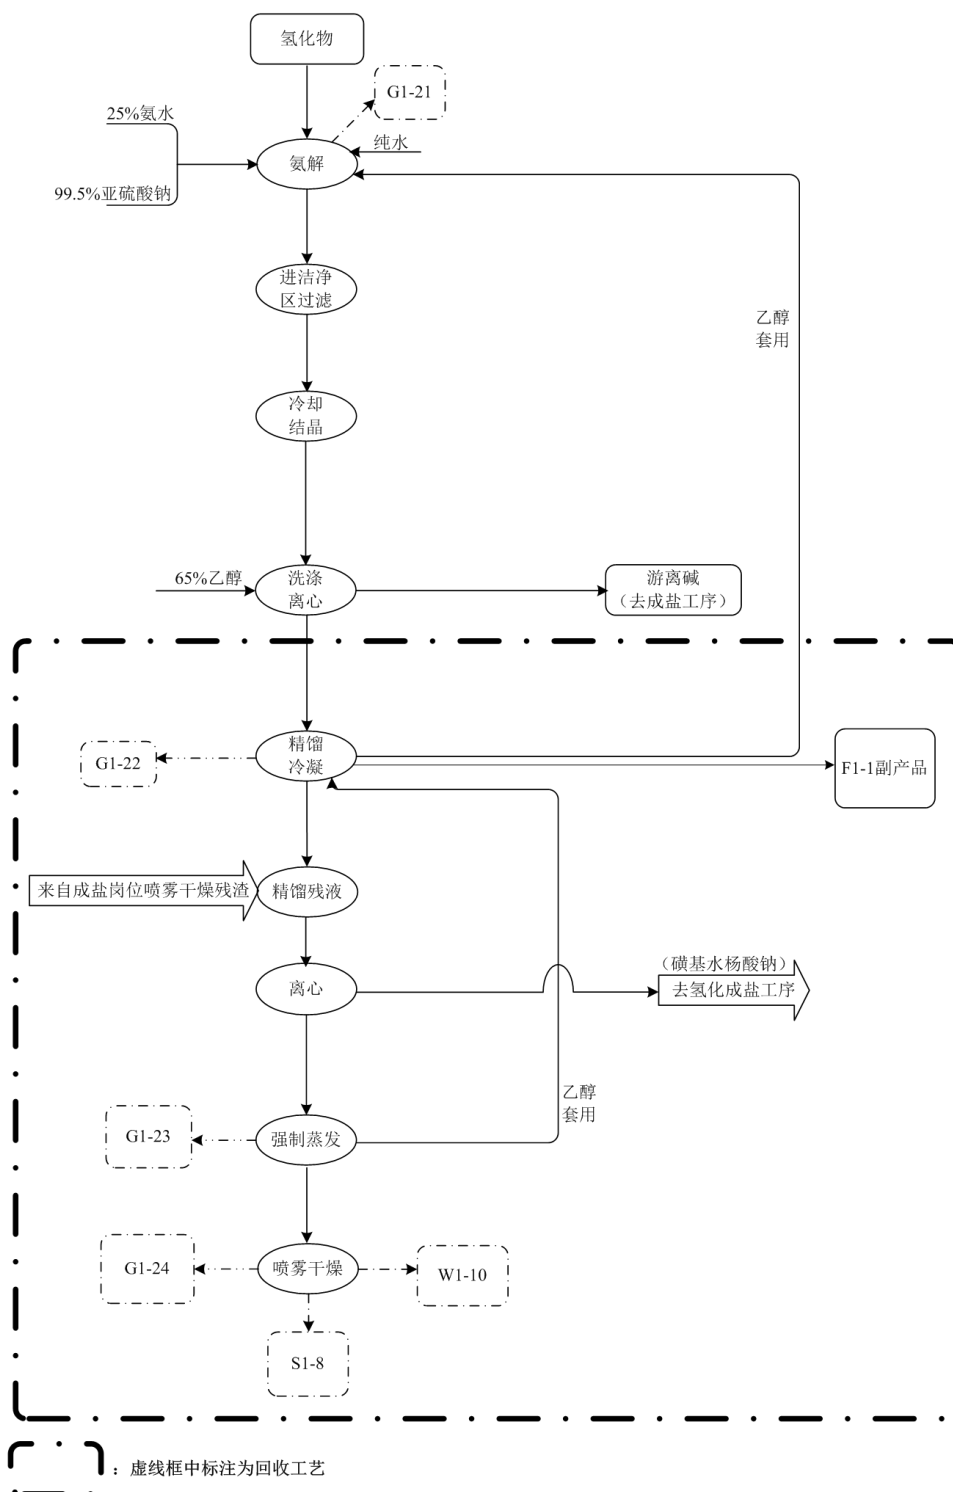 氢化物
G1-21
25%氨水
纯水
氨解
99.5%亚硫酸钠
进洁净
区过滤
乙醇
套用
冷却
结晶
65%乙醇
洗涤
离心
游离碱
（去成盐工序）
精馏
冷凝
G1-22
F1-1副产品
来自成盐岗位喷雾干燥残渣
精馏残液
离心
（磺基水杨酸钠）
去氢化成盐工序
乙醇
套用
G1-23
强制蒸发
G1-24
喷雾干燥
W1-10
S1-8
：虚线框中标注为回收工艺